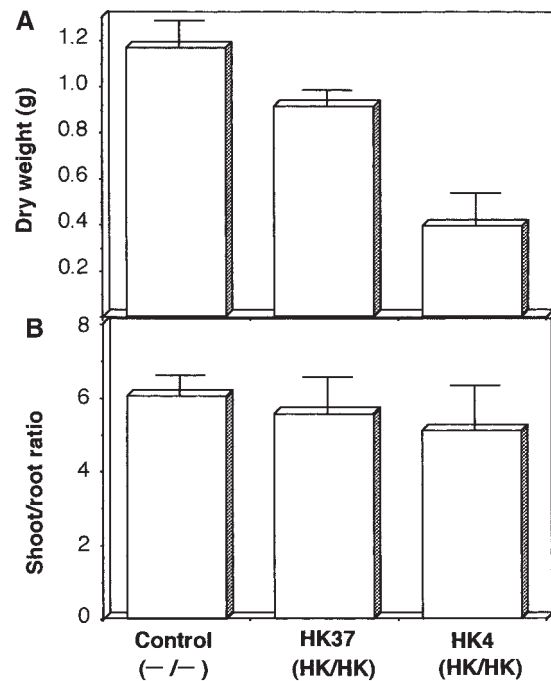 A
Dry weight (g)
1.2
1.0
0.8
0.6
0.4
0.2
B
Shoot/root ratio
8
6
4
2
0
Control
(−/−)
HK37
(HK/HK)
HK4
(HK/HK)